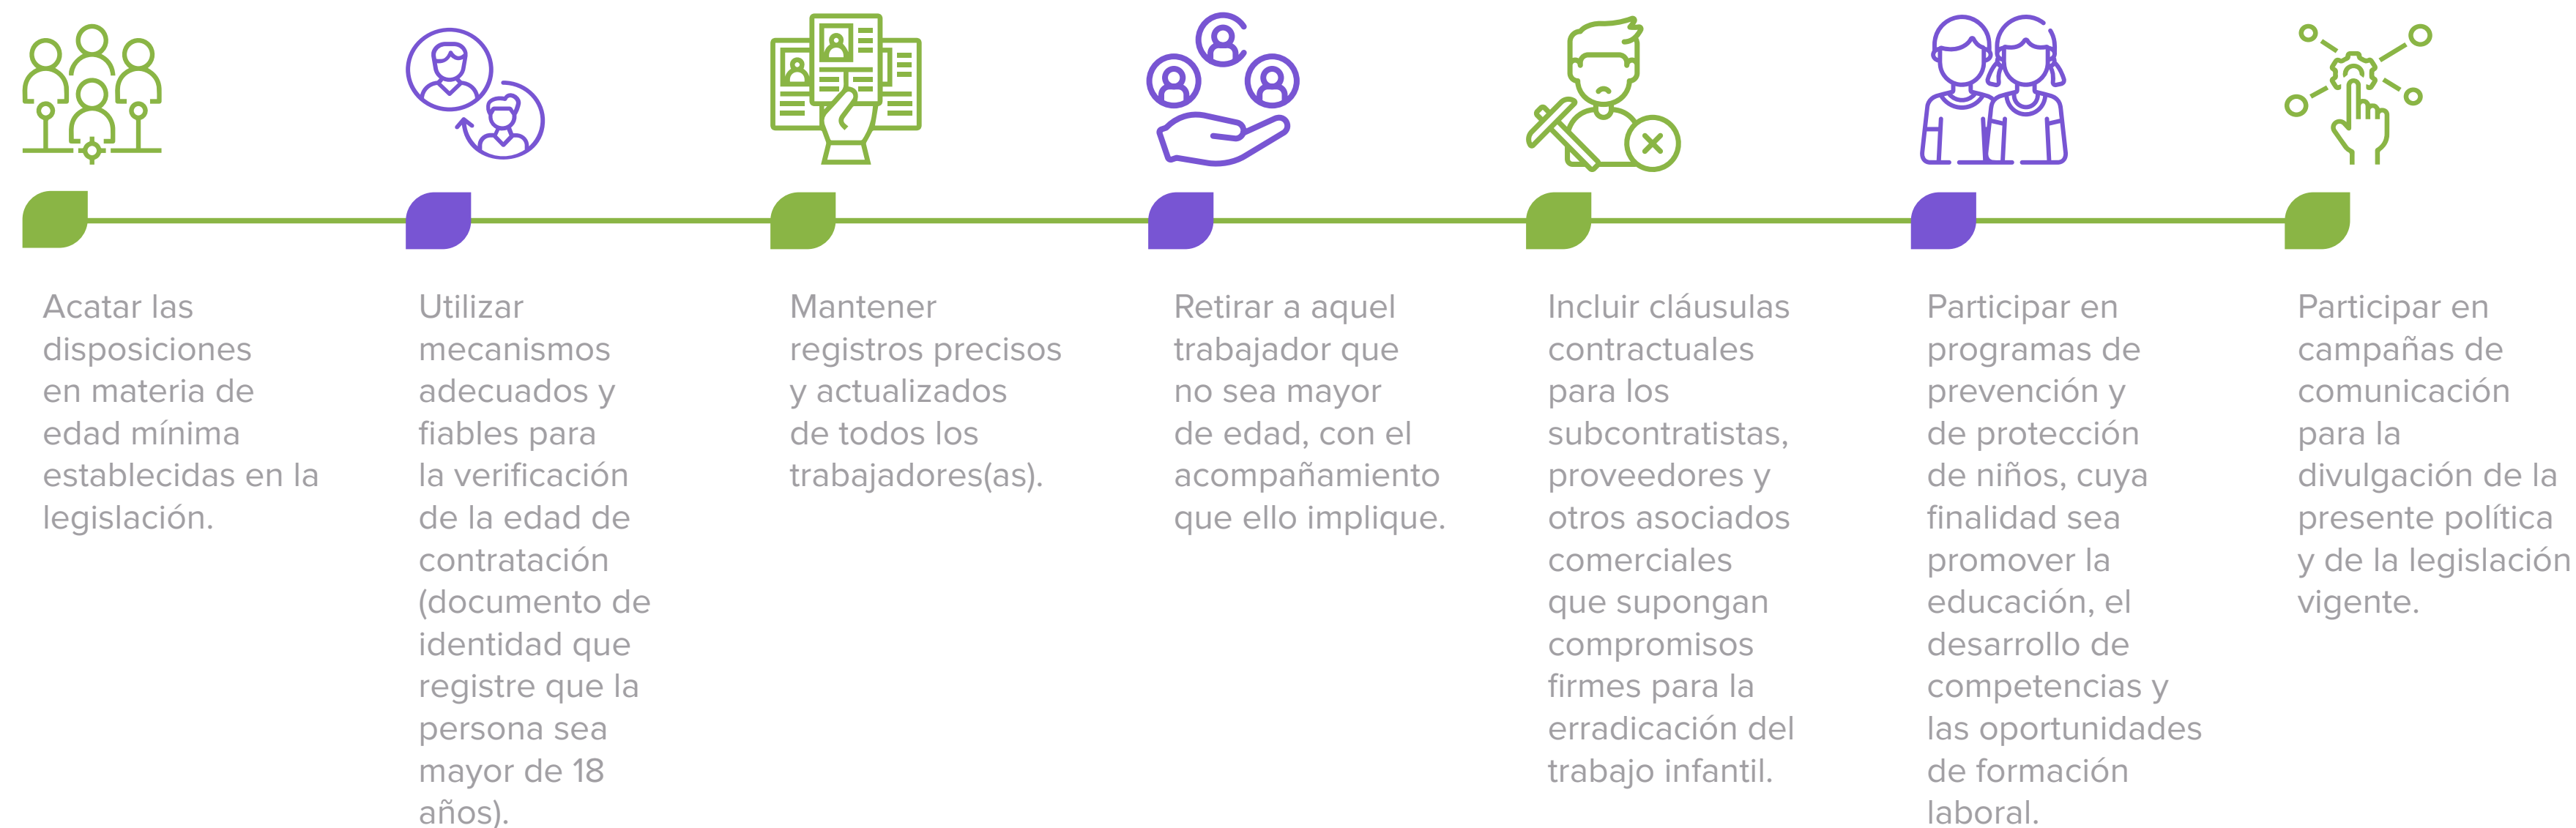 Acatar las
disposiciones
en materia de
edad mínima
establecidas en la
legislación.
Utilizar
mecanismos
adecuados y
fiables para
la verificación
de la edad de
contratación
(documento de
identidad que
registre que la
persona sea
mayor de 18
años).
Mantener
registros precisos
y actualizados
de todos los
trabajadores(as).
Retirar a aquel
trabajador que
no sea mayor
de edad, con el
acompañamiento
que ello implique.
Incluir cláusulas
contractuales
para los
subcontratistas,
proveedores y
otros asociados
comerciales
que supongan
compromisos
firmes para la
erradicación del
trabajo infantil.
Participar en
programas de
prevención y
de protección
de niños, cuya
finalidad sea
promover la
educación, el
desarrollo de
competencias y
las oportunidades
de formación
laboral.
Participar en
campañas de
comunicación
para la
divulgación de la
presente política
y de la legislación
vigente.